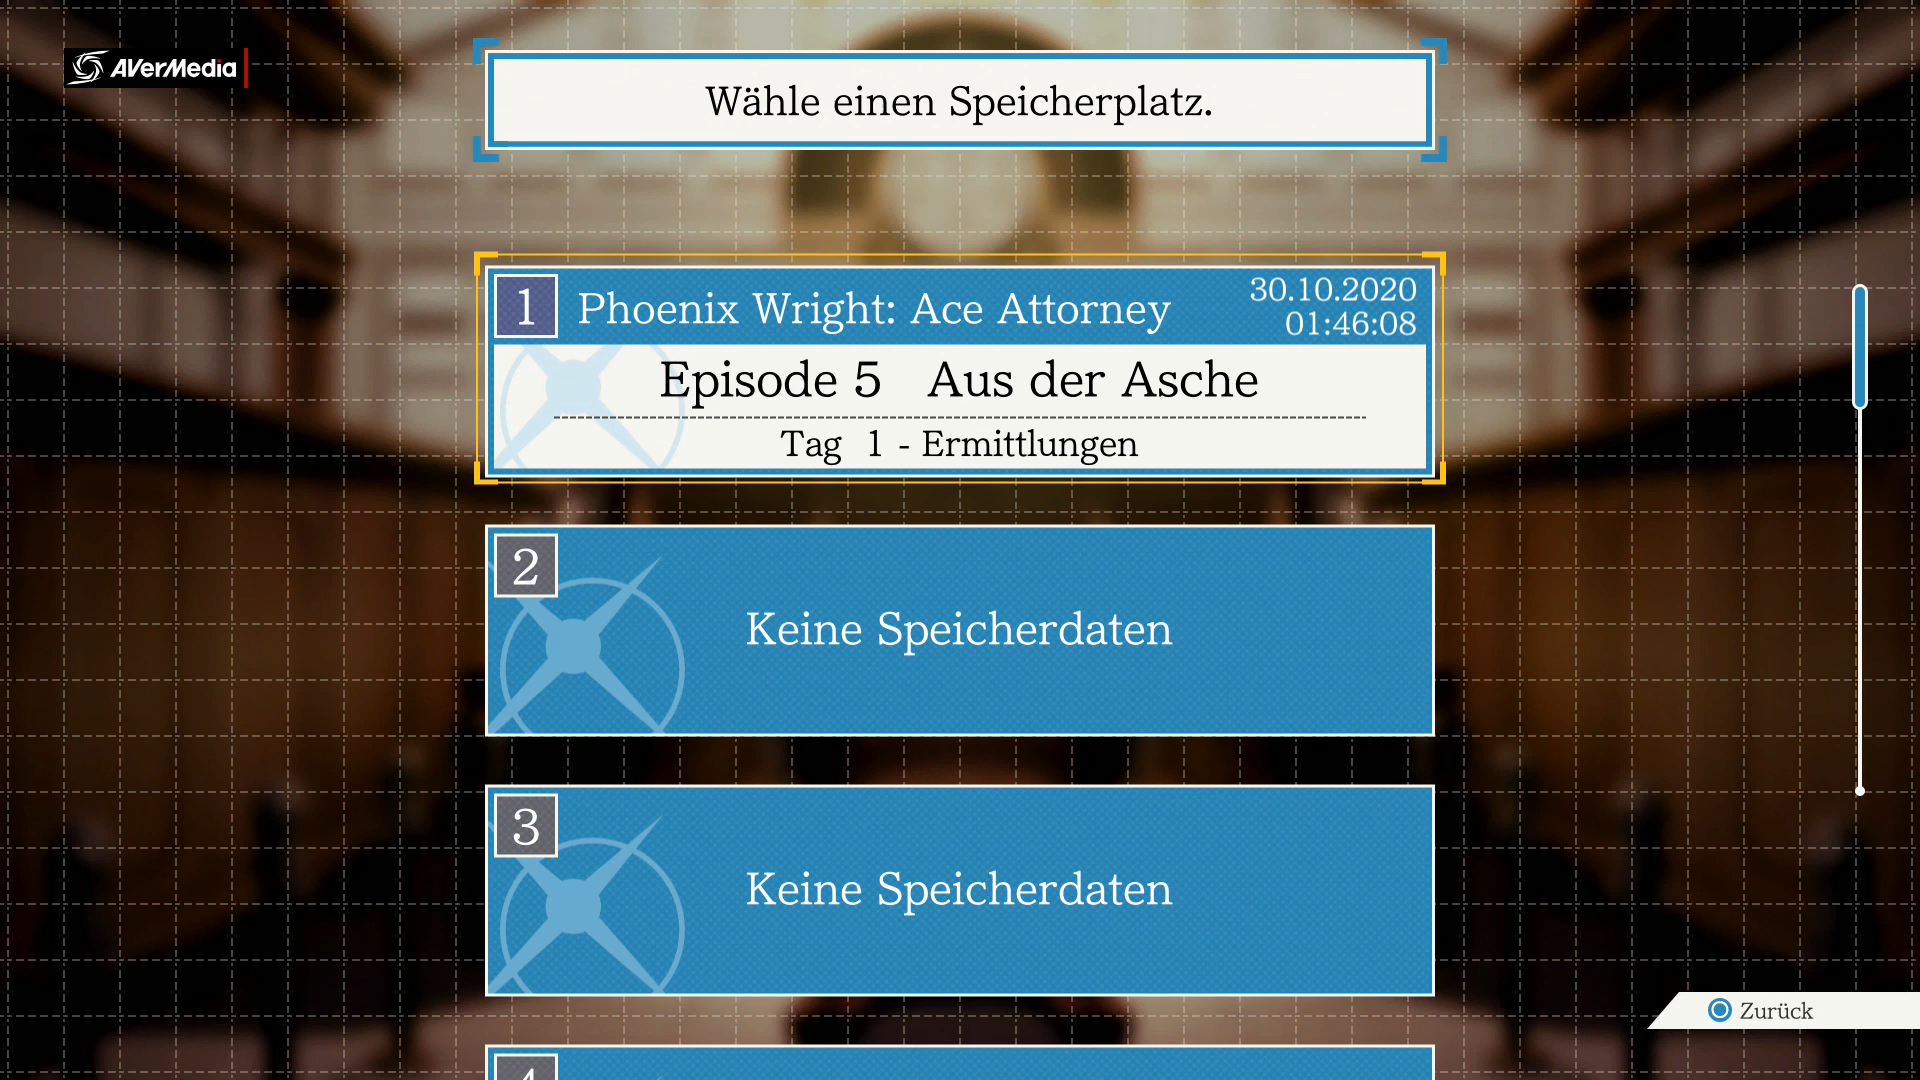 AVerMedia
Wähle einen Speicherplatz.
1
Phoenix Wright: Ace Attorney
30.10.2020
01:46:08
Episode 5 Aus der Asche
Tag 1 - Ermittlungen
2
Keine Speicherdaten
3
Keine Speicherdaten
4
Zurück